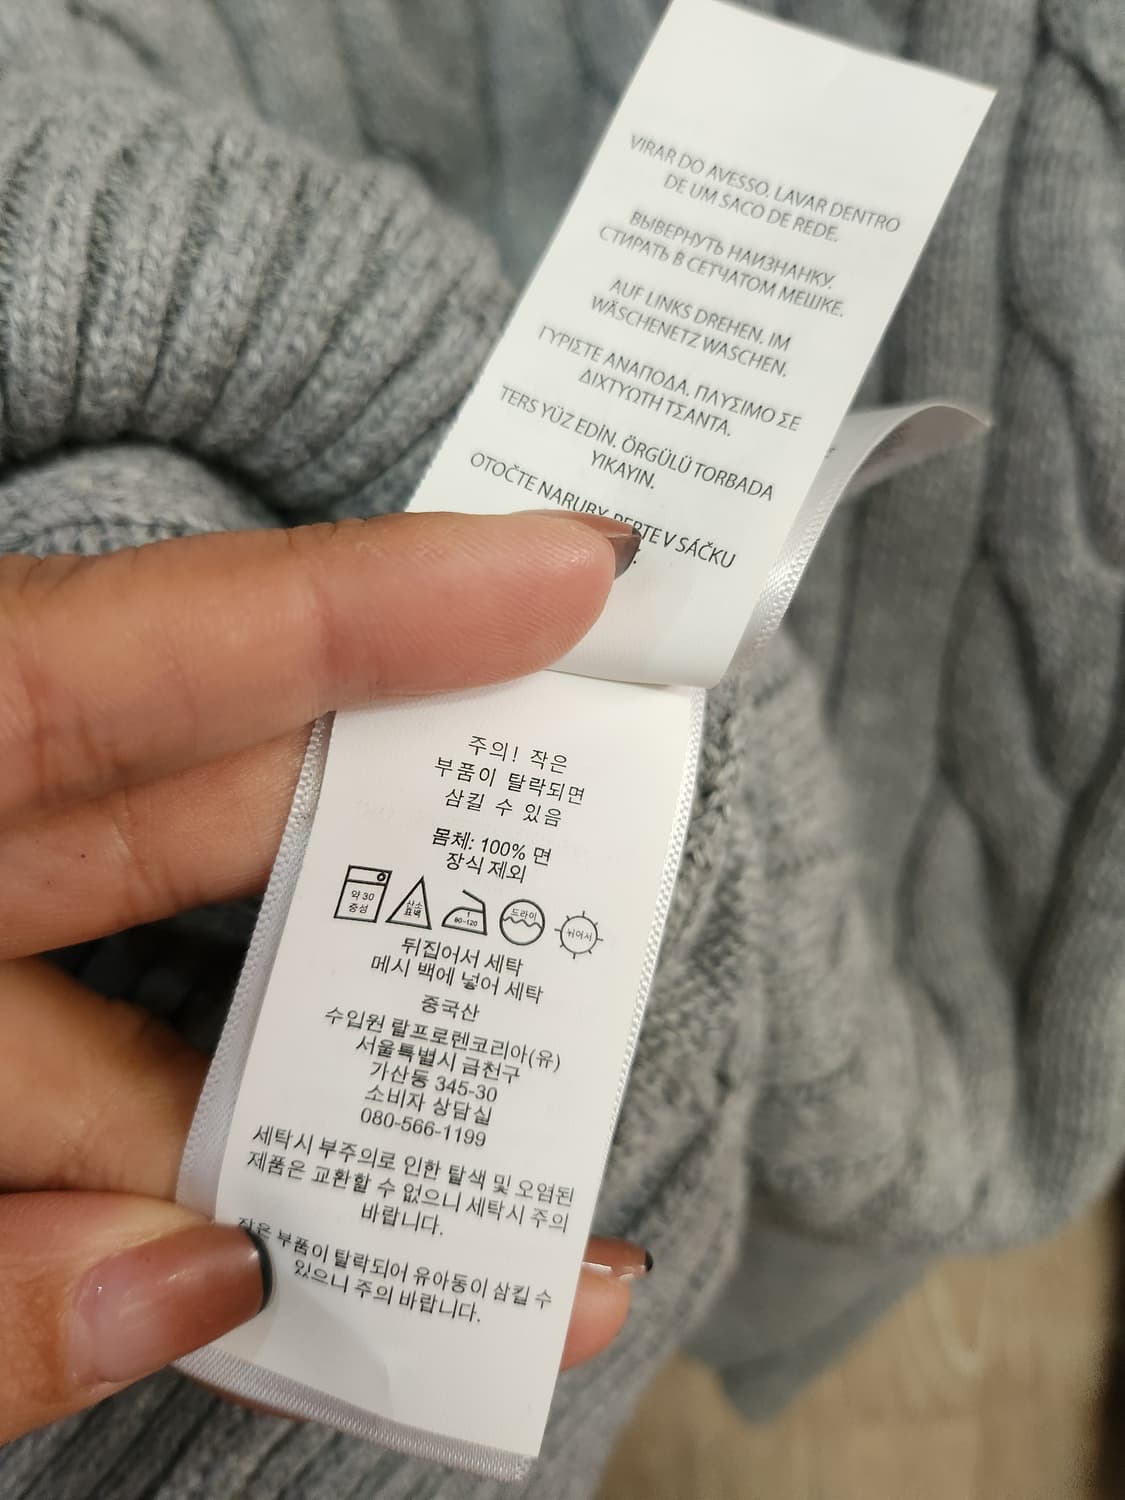 VIRAR DO AVESSO. LAVAR DENTRO
DE UM SACO DE REDE.
ВЫВЕРНУТЬ НАИЗНАНКУ.
СТИРАТЬ В СЕТЧАТОМ МЕШКЕ.
AUF LINKS DREHEN. IM
WÄSCHENETZ WASCHEN.
ΓΥΡΙΣΤΕ ΑΝΑΠΟΔΑ. ΠΛΥΣΙΜΟ ΣΕ
ΔΙΧΤΥΩΤΗ ΤΣΑΝΤΑ.
TERS YÜZ EDİN. ÖRGÜLÜ TORBADA
YIKAYIN.
OTOČTE NARUBY. PERTE V SÁČKU
주의! 작은
부품이 탈락되면
삼킬 수 있음
몸체: 100% 면
장식 제외
약 30
중성
산소
표백
1
80-120
드라이
뉘어서
뒤집어서 세탁
메시 백에 넣어 세탁
중국산
수입원 랄프로렌코리아(유)
서울특별시 금천구
가산동 345-30
소비자 상담실
080-566-1199
세탁시 부주의로 인한 탈색 및 오염된
제품은 교환할 수 없으니 세탁시 주의
바랍니다.
작은 부품이 탈락되어 유아동이 삼킬 수
있으니 주의 바랍니다.